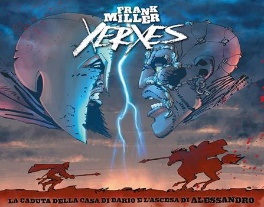 FRANK
MILLER
XERXES
LA CADUTA DELLA CASA DI DARIO E L'ASCESA DI ALESSANDRO